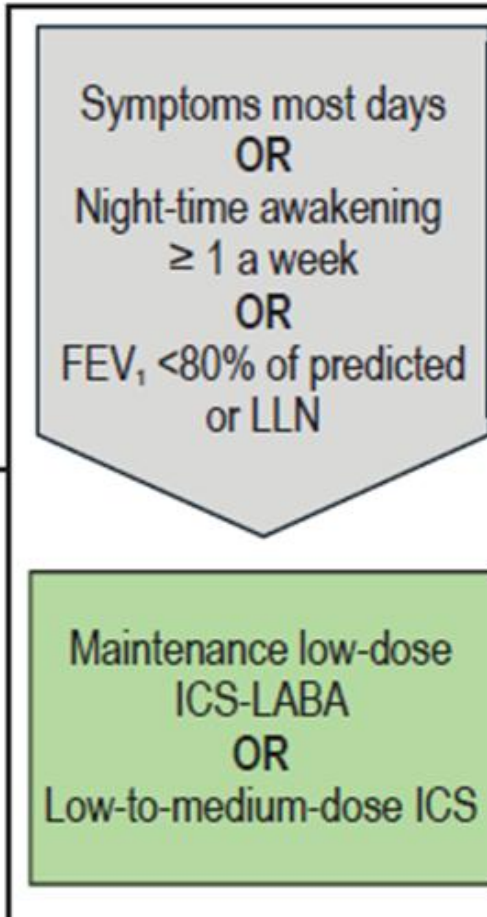 Symptoms most days
OR
Night-time awakening
≥ 1 a week
OR
FEV₁ <80% of predicted
or LLN
Maintenance low-dose
ICS-LABA
OR
Low-to-medium-dose ICS